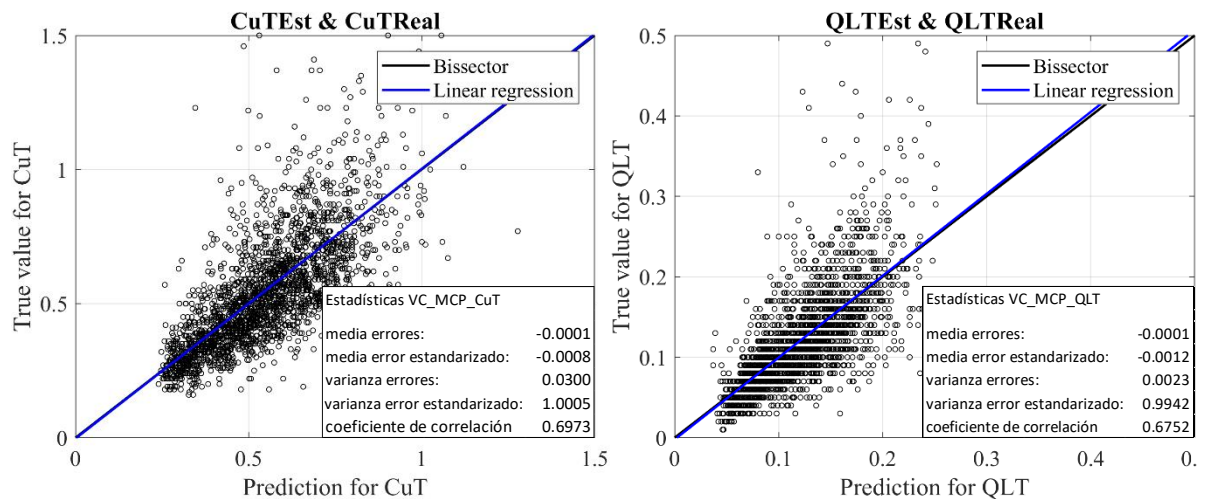 CuTEst & CuTReal
1.5
1
0.5
0
True value for CuT
Bissector
Linear regression
Estadísticas VC_MCP_CuT
media errores: -0.0001
media error estandarizado: -0.0008
varianza errores: 0.0300
varianza error estandarizado: 1.0005
coeficiente de correlación 0.6973
0 0.5 1 1.5
Prediction for CuT
QLTEst & QLTReal
0.5
0.4
0.3
0.2
0.1
0
True value for QLT
Bissector
Linear regression
Estadísticas VC_MCP_QLT
media errores: -0.0001
media error estandarizado: -0.0012
varianza errores: 0.0023
varianza error estandarizado: 0.9942
coeficiente de correlación 0.6752
0 0.1 0.2 0.3 0.4 0.
Prediction for QLT